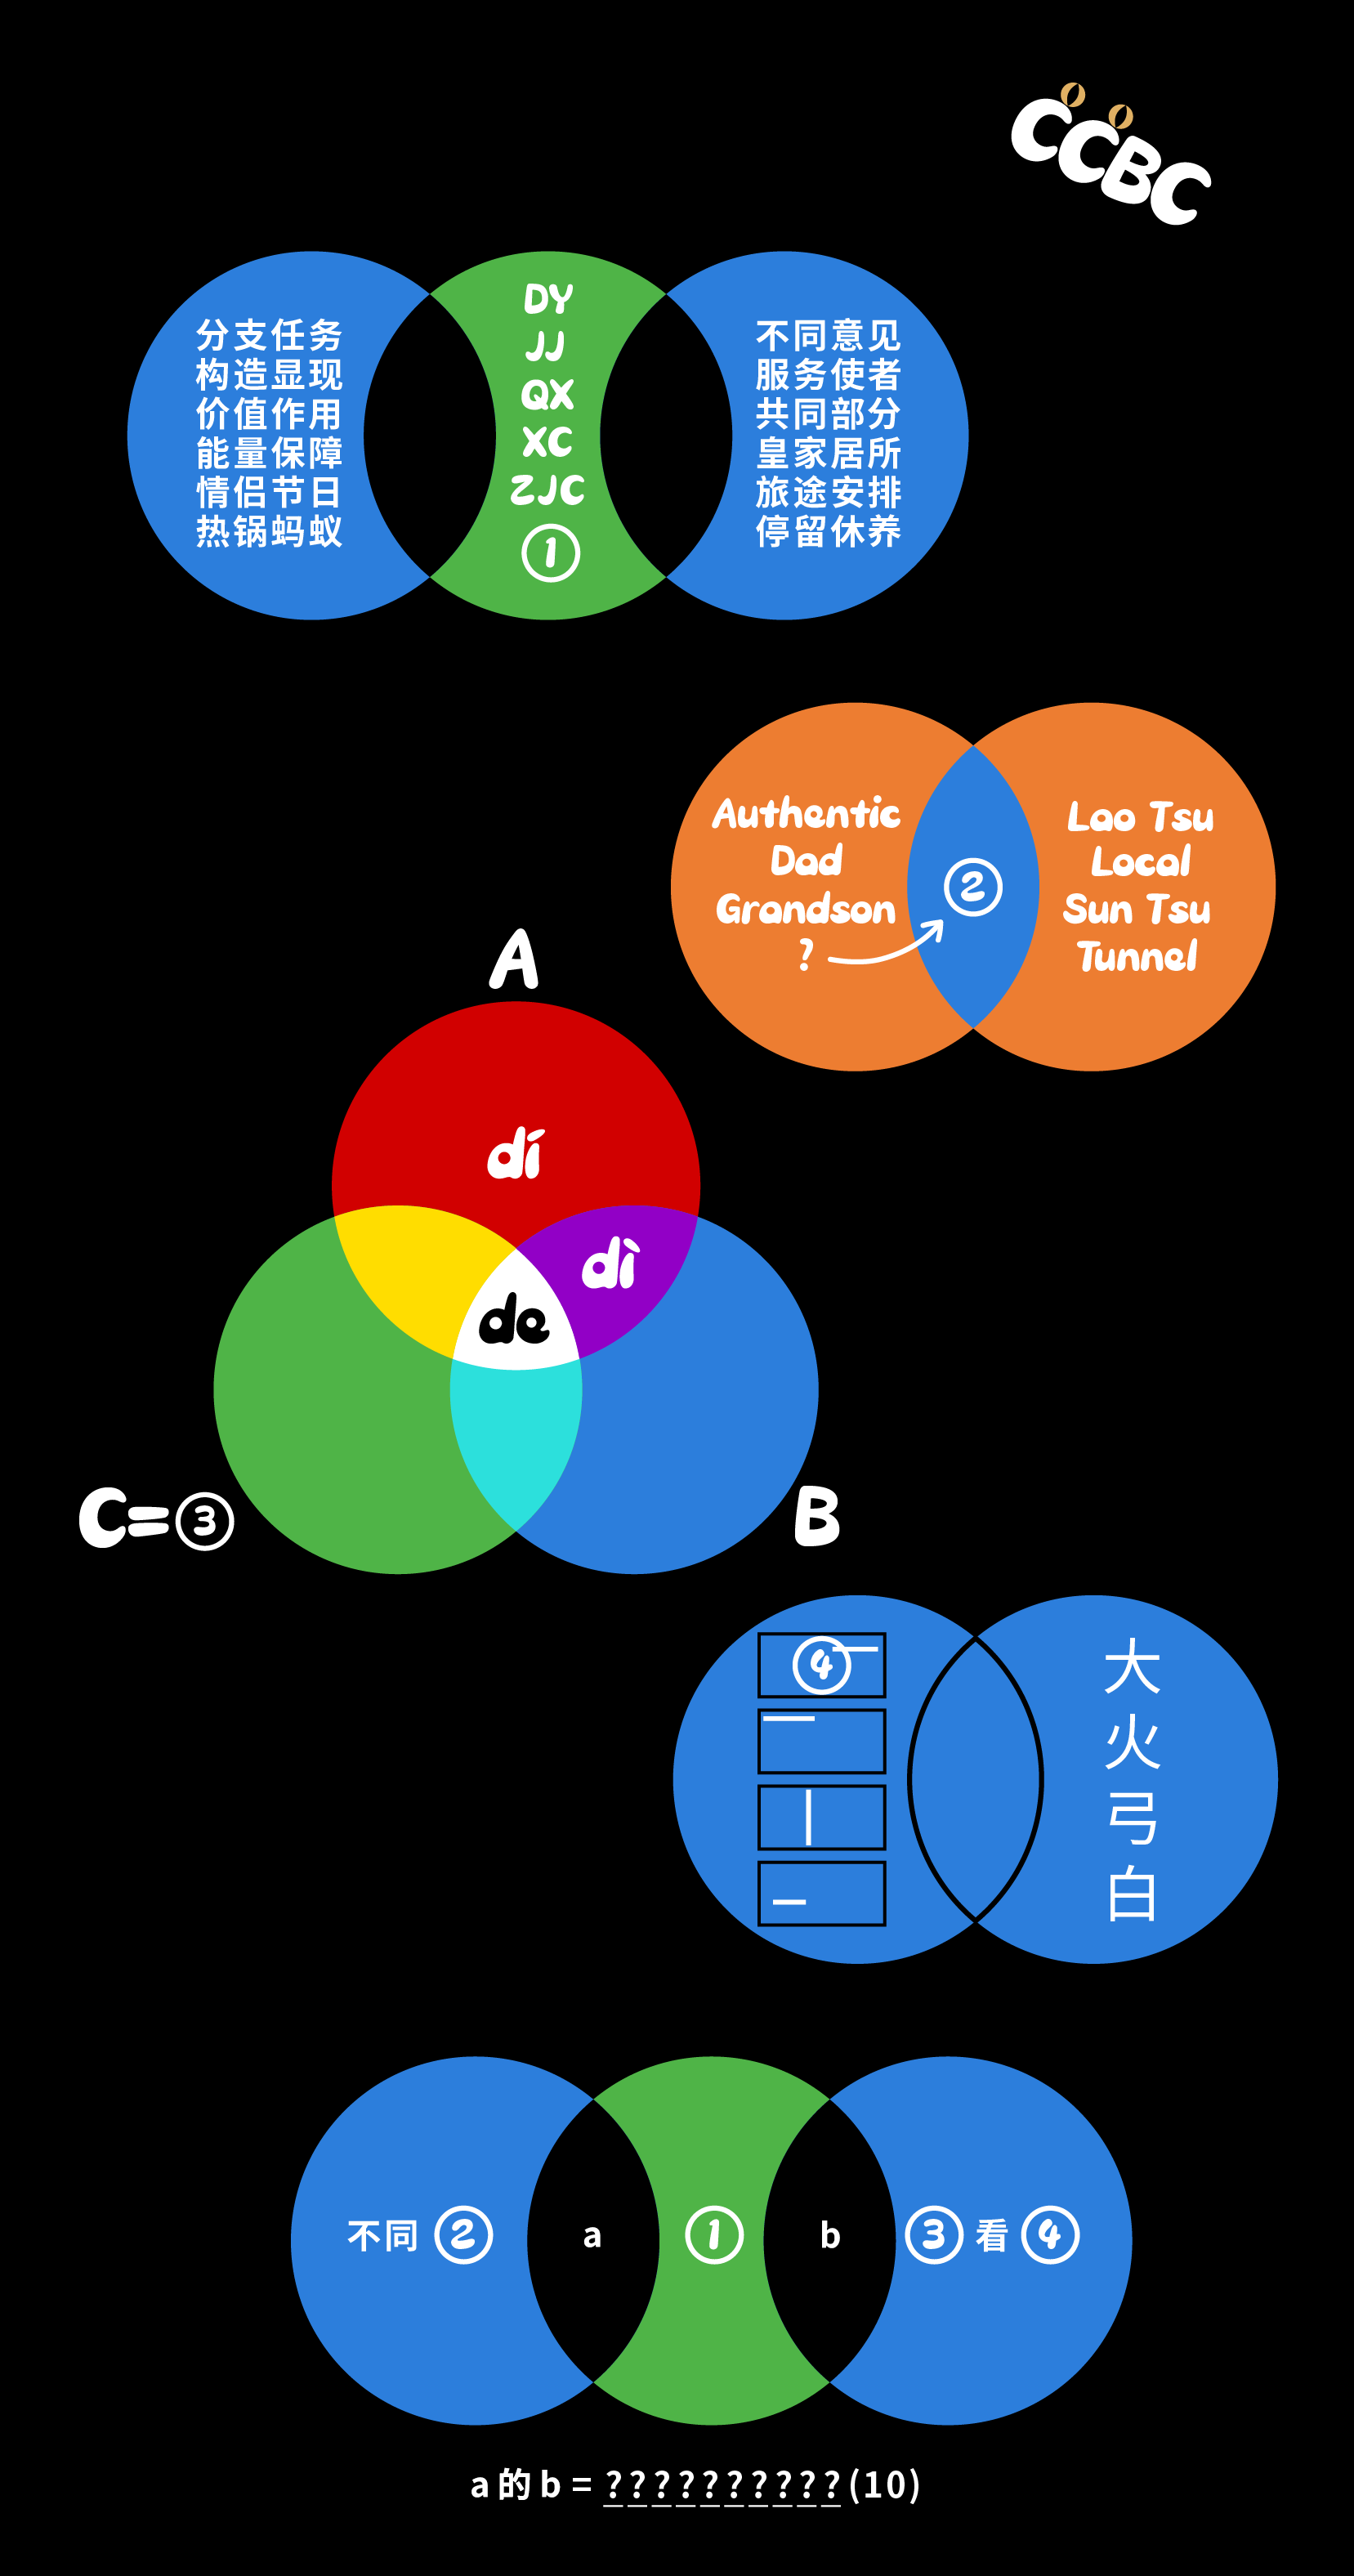 CCBC
分支任务
构造显现
价值作用
能量保障
情侣节日
热锅蚂蚁
DY
JJ
QX
XC
ZJC
①
不同意见
服务使者
共同部分
皇家居所
旅途安排
停留休养
Authentic
Dad
Grandson
?
②
Lao Tsu
Local
Sun Tsu
Tunnel
A
dí
dì
de
C=③
B
④
大
火
弓
白
不同②
a
①
b
③看④
a的b=??????????(10)